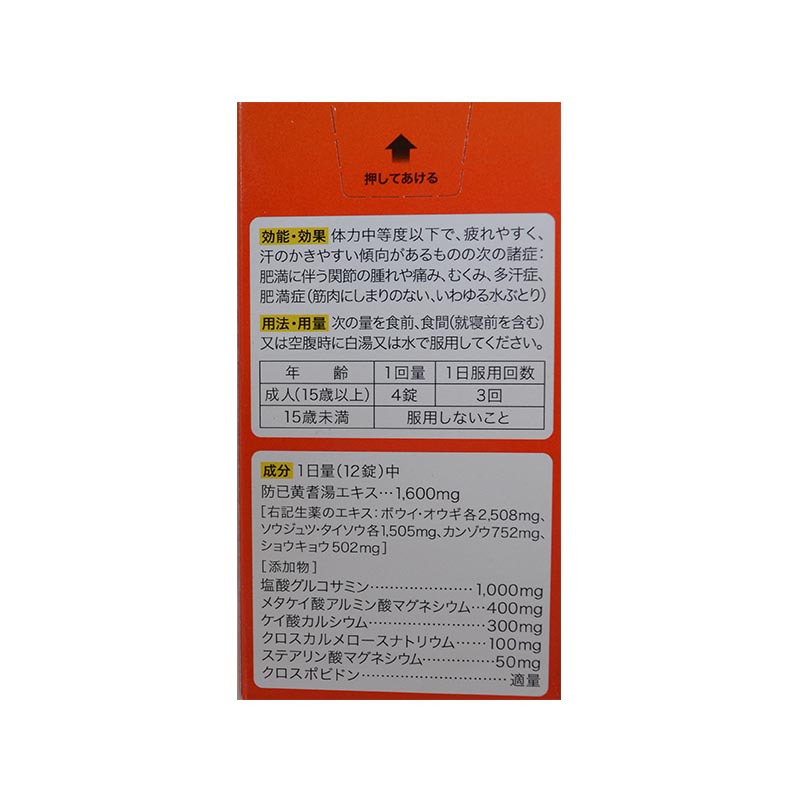 押してあける
効能・効果 体力中等度以下で、疲れやすく、
汗のかきやすい傾向があるものの次の諸症:
肥満に伴う関節の腫れや痛み、むくみ、多汗症、
肥満症(筋肉にしまりのない、いわゆる水ぶとり)
用法・用量 次の量を食前、食間(就寝前を含む)
又は空腹時に白湯又は水で服用してください。
年齢 1回量 1日服用回数
成人(15歳以上) 4錠 3回
15歳未満 服用しないこと
成分 1日量(12錠)中
防已黄耆湯エキス…1,600mg
[右記生薬のエキス:ボウイ・オウギ各2,508mg、
ソウジュツ・タイソウ各1,505mg、カンゾウ752mg、
ショウキョウ502mg]
[添加物]
塩酸グルコサミン…………………1,000mg
メタケイ酸アルミン酸マグネシウム…400mg
ケイ酸カルシウム……………………300mg
クロスカルメロースナトリウム……100mg
ステアリン酸マグネシウム…………50mg
クロスポビドン………………………適量